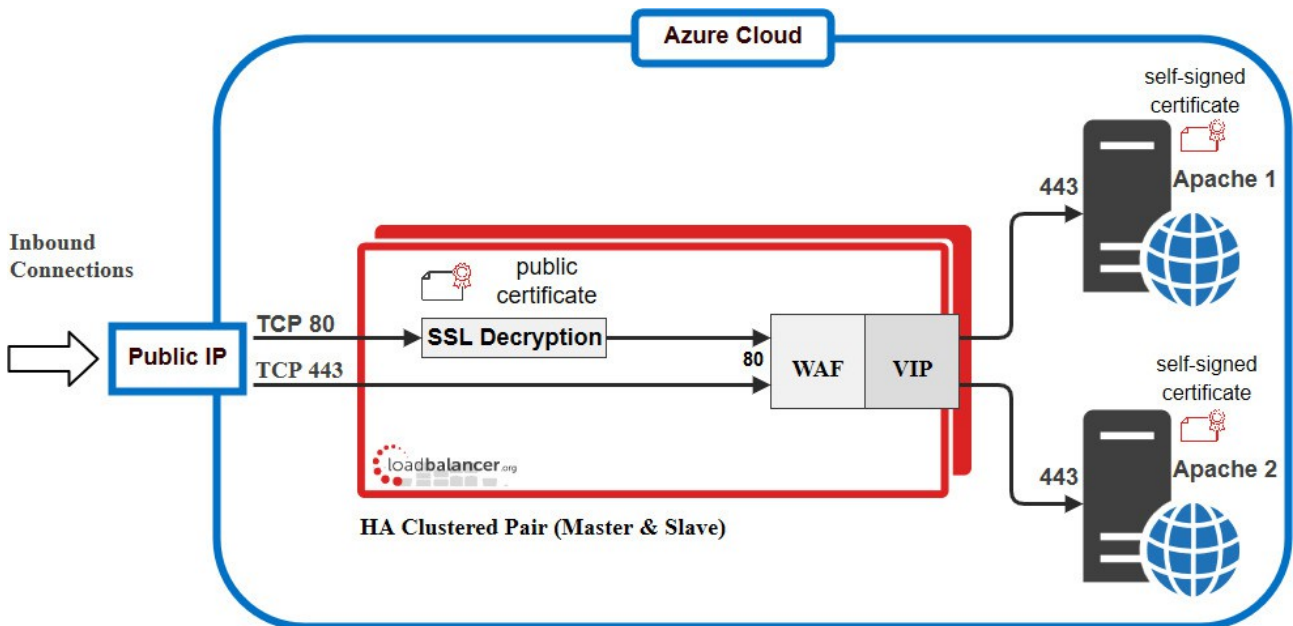 Azure Cloud
self-signed
certificate
443
Apache 1
Inbound
Connections
public
certificate
TCP 80
SSL Decryption
Public IP
TCP 443
80
WAF
VIP
self-signed
certificate
loadbalancer.org
443
Apache 2
HA Clustered Pair (Master & Slave)